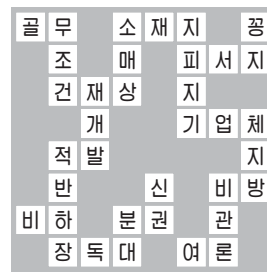 골무 소재지 꽁
조 매 피서지
건재상 지
개 기업체
적발 지
반 신 비방
비하 분권 관
장독대 여론